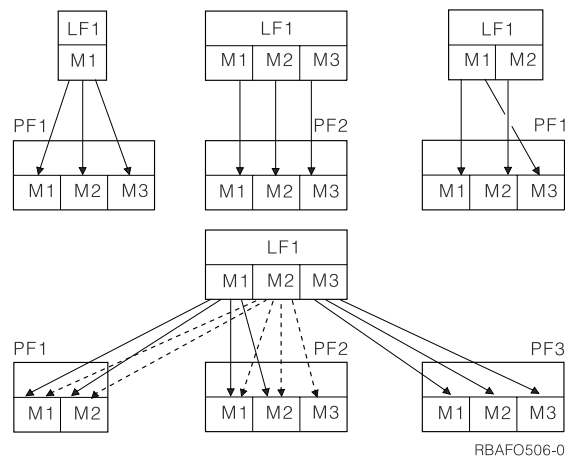 LF1 LF1 LF1
M1 M1 M2 M3 M1 M2
PF1 PF2 PF1
M1 M2 M3 M1 M2 M3 M1 M2 M3
LF1
M1 M2 M3
PF1 PF2 PF3
M1 M2 M1 M2 M3 M1 M2 M3
RBAFO506-0